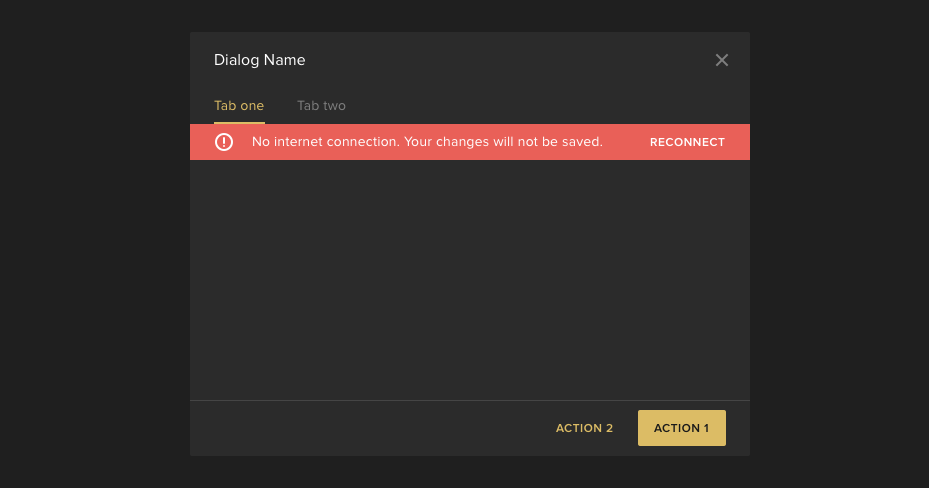 Dialog Name
Tab one Tab two
No internet connection. Your changes will not be saved. RECONNECT
ACTION 2 ACTION 1